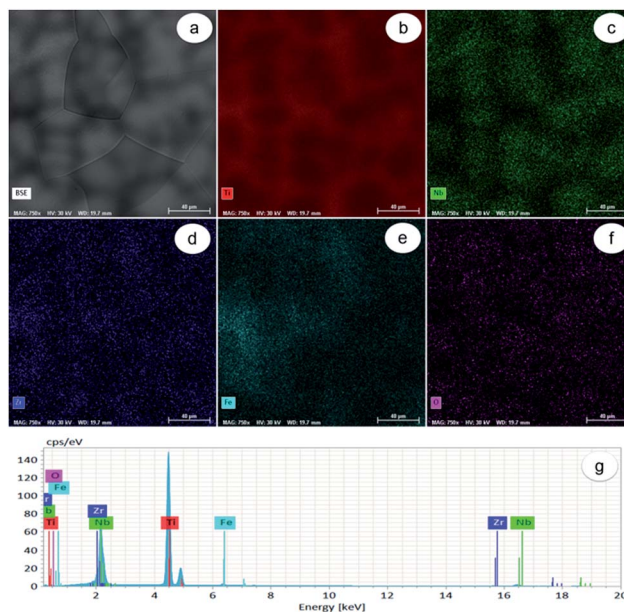 a
b
c
BSE
MAG: 750x HV: 30 kV WD: 19.7 mm
40 µm
Ti
MAG: 750x HV: 30 kV WD: 19.7 mm
40 µm
Nb
MAG: 750x HV: 30 kV WD: 19.7 mm
40 µm
d
e
f
Zr
MAG: 750x HV: 30 kV WD: 19.7 mm
40 µm
Fe
MAG: 750x HV: 30 kV WD: 19.7 mm
40 µm
O
MAG: 750x HV: 30 kV WD: 19.7 mm
40 µm
cps/eV
g
140
O
120
Fe
100
r Zr Zr
80
b Nb Nb
Ti Ti Fe
60
40
20
0
2 4 6 8 10 12 14 16 18 20
Energy [keV]